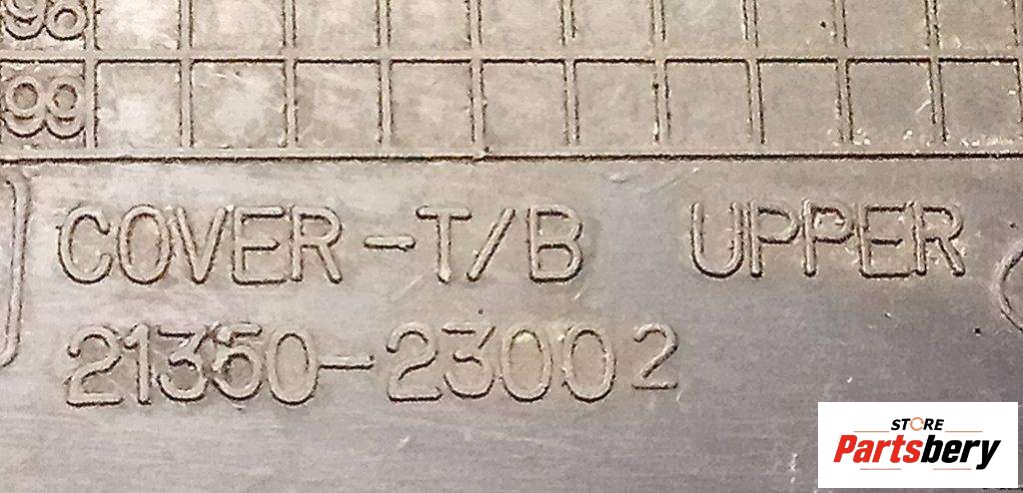 98
99
COVER-T/B UPPER
21350-23002
STORE
Partsbery